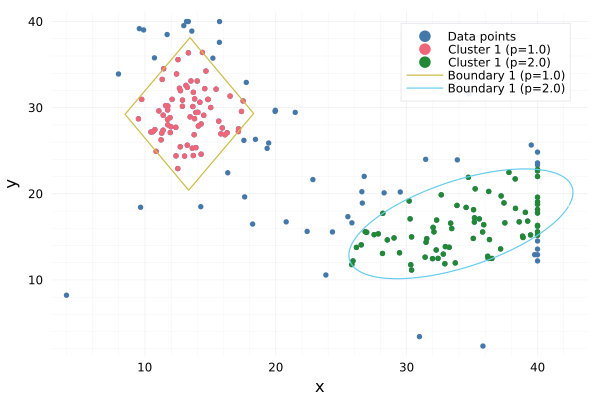 40
30
20
10
y
10
20
30
40
x
Data points
Cluster 1 (p=1.0)
Cluster 1 (p=2.0)
Boundary 1 (p=1.0)
Boundary 1 (p=2.0)